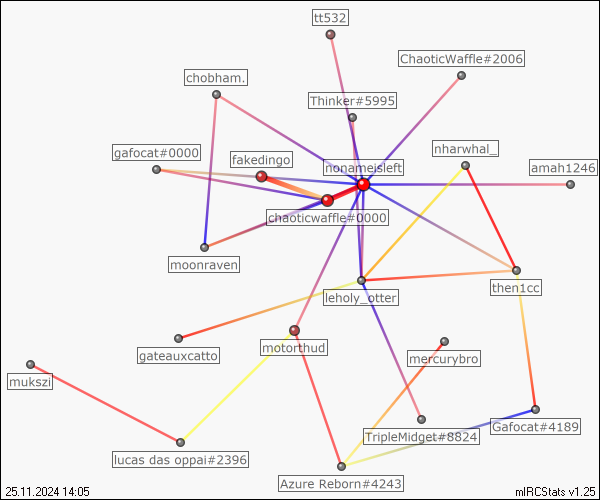 tt532
ChaoticWaffle#2006
chobham.
Thinker#5995
nharwhal_
gafocat#0000
fakedingo
nonameisleft
amah1246
chaoticwaffle#0000
moonraven
then1cc
leholy_otter
gateauxcatto
motorthud
mercurybro
mukszi
TripleMidget#8824
Gafocat#4189
lucas das oppai#2396
Azure Reborn#4243
25.11.2024 14:05
mIRCStats v1.25